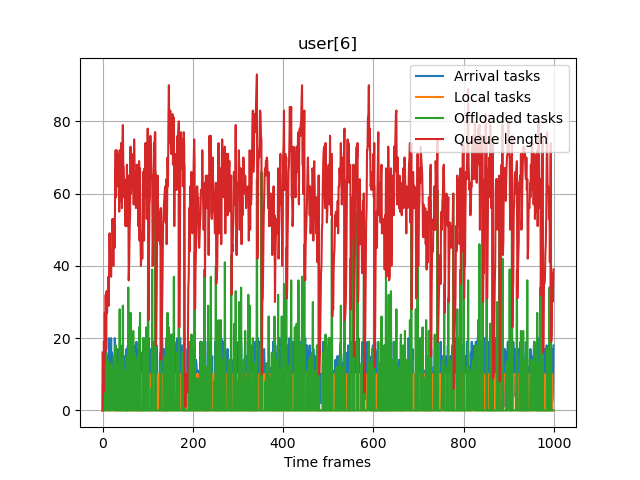 user[6]
Arrival tasks
Local tasks
Offloaded tasks
Queue length
80
60
40
20
0
0 200 400 600 800 1000
Time frames